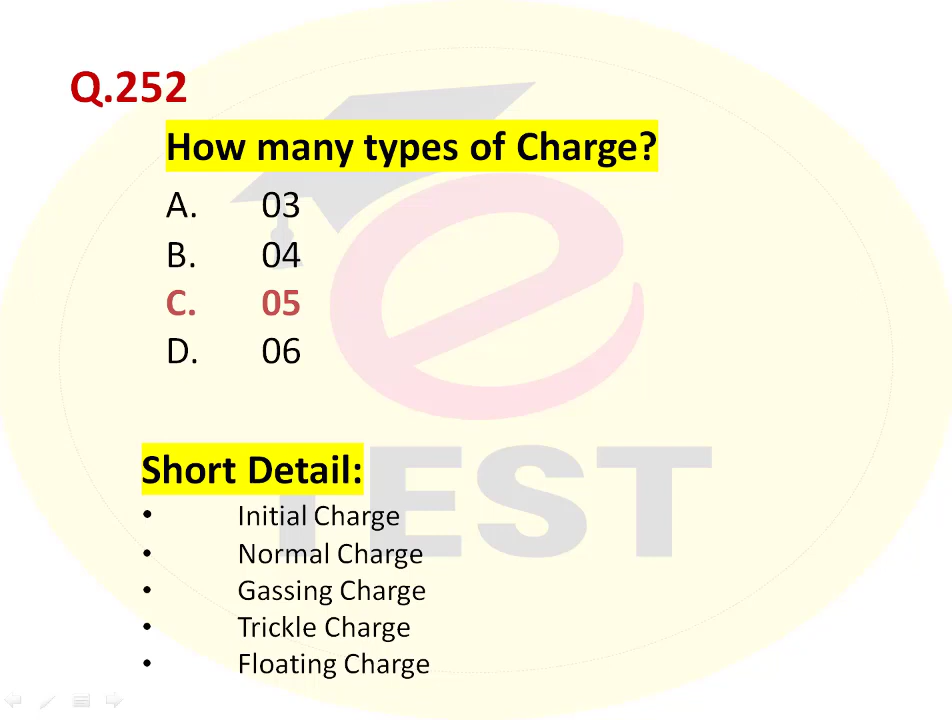 Q.252
How many types of Charge?
A. 03
B. 04
C. 05
D. 06
Short Detail:
• Initial Charge
• Normal Charge
• Gassing Charge
• Trickle Charge
• Floating Charge
e
TEST